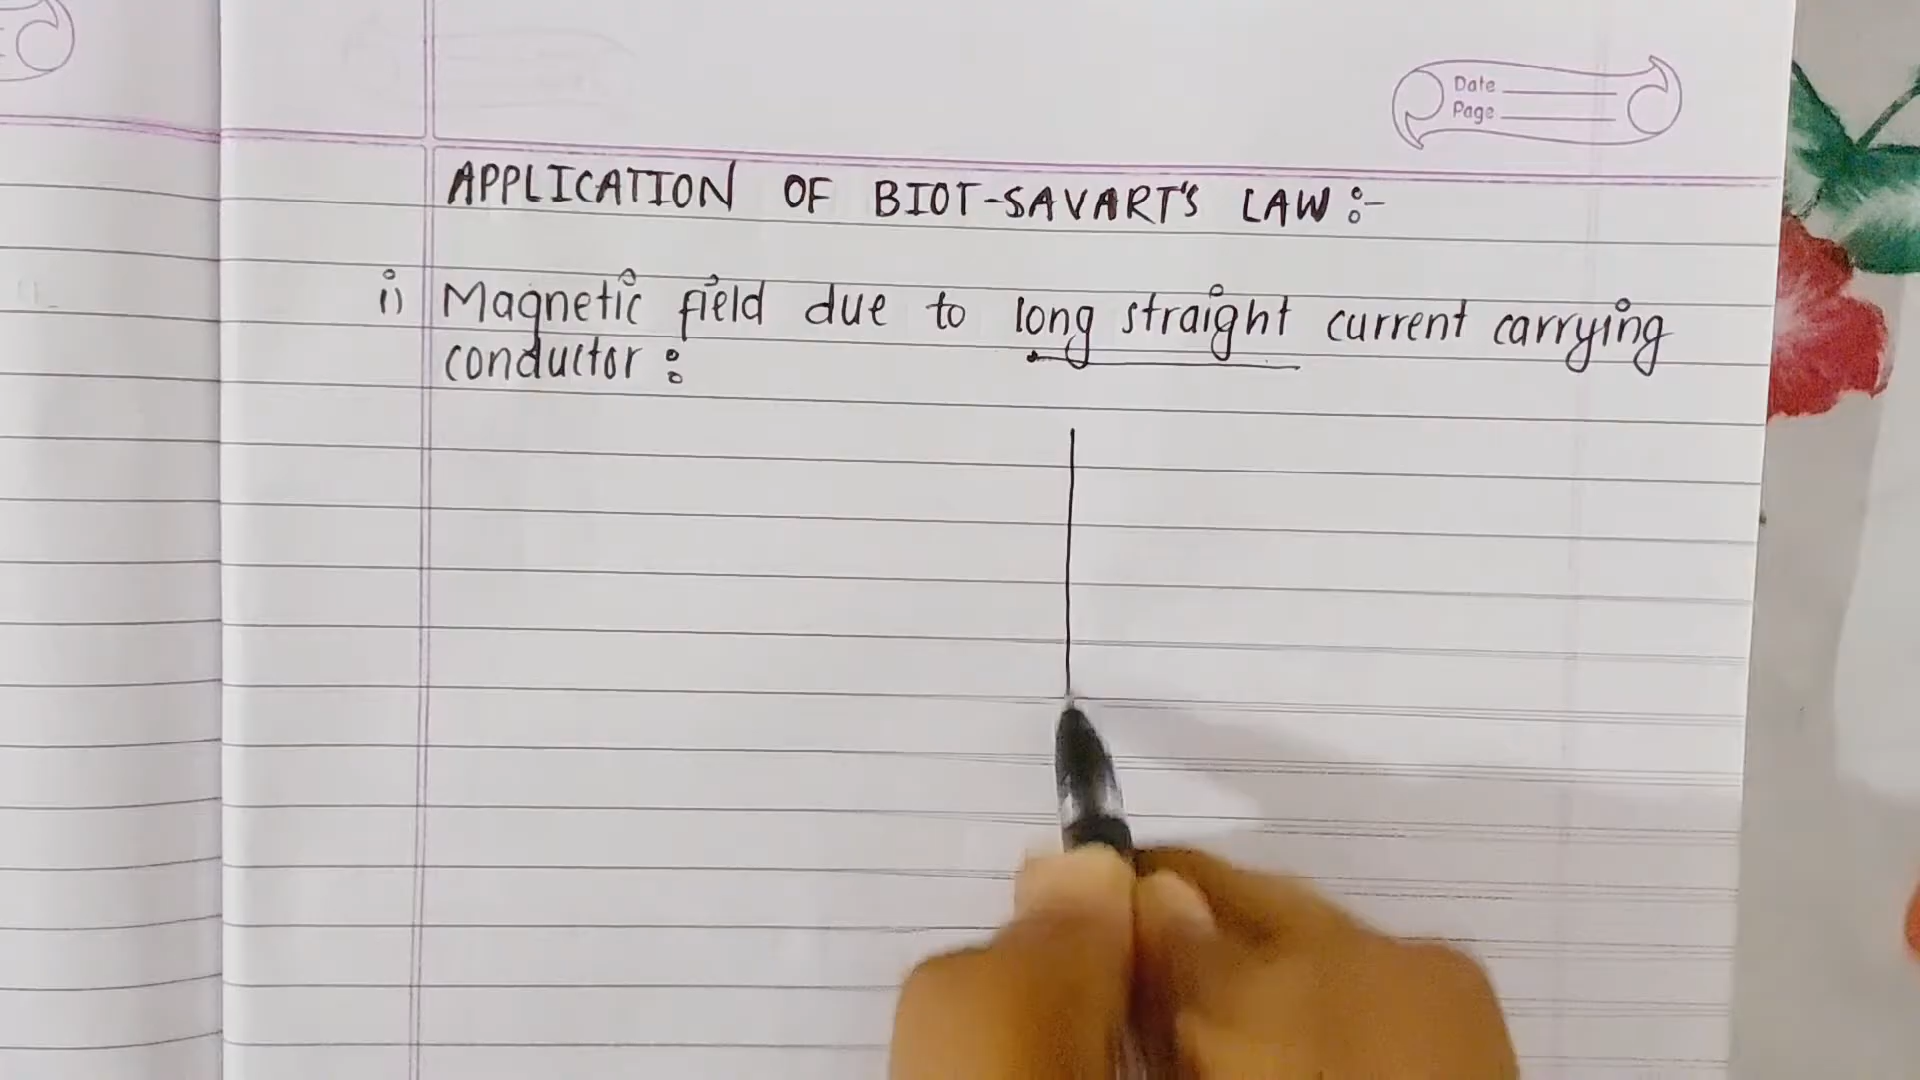 Date
Page
APPLICATION OF BIOT-SAVART'S LAW :-
i) Magnetic field due to long straight current carrying
conductor :